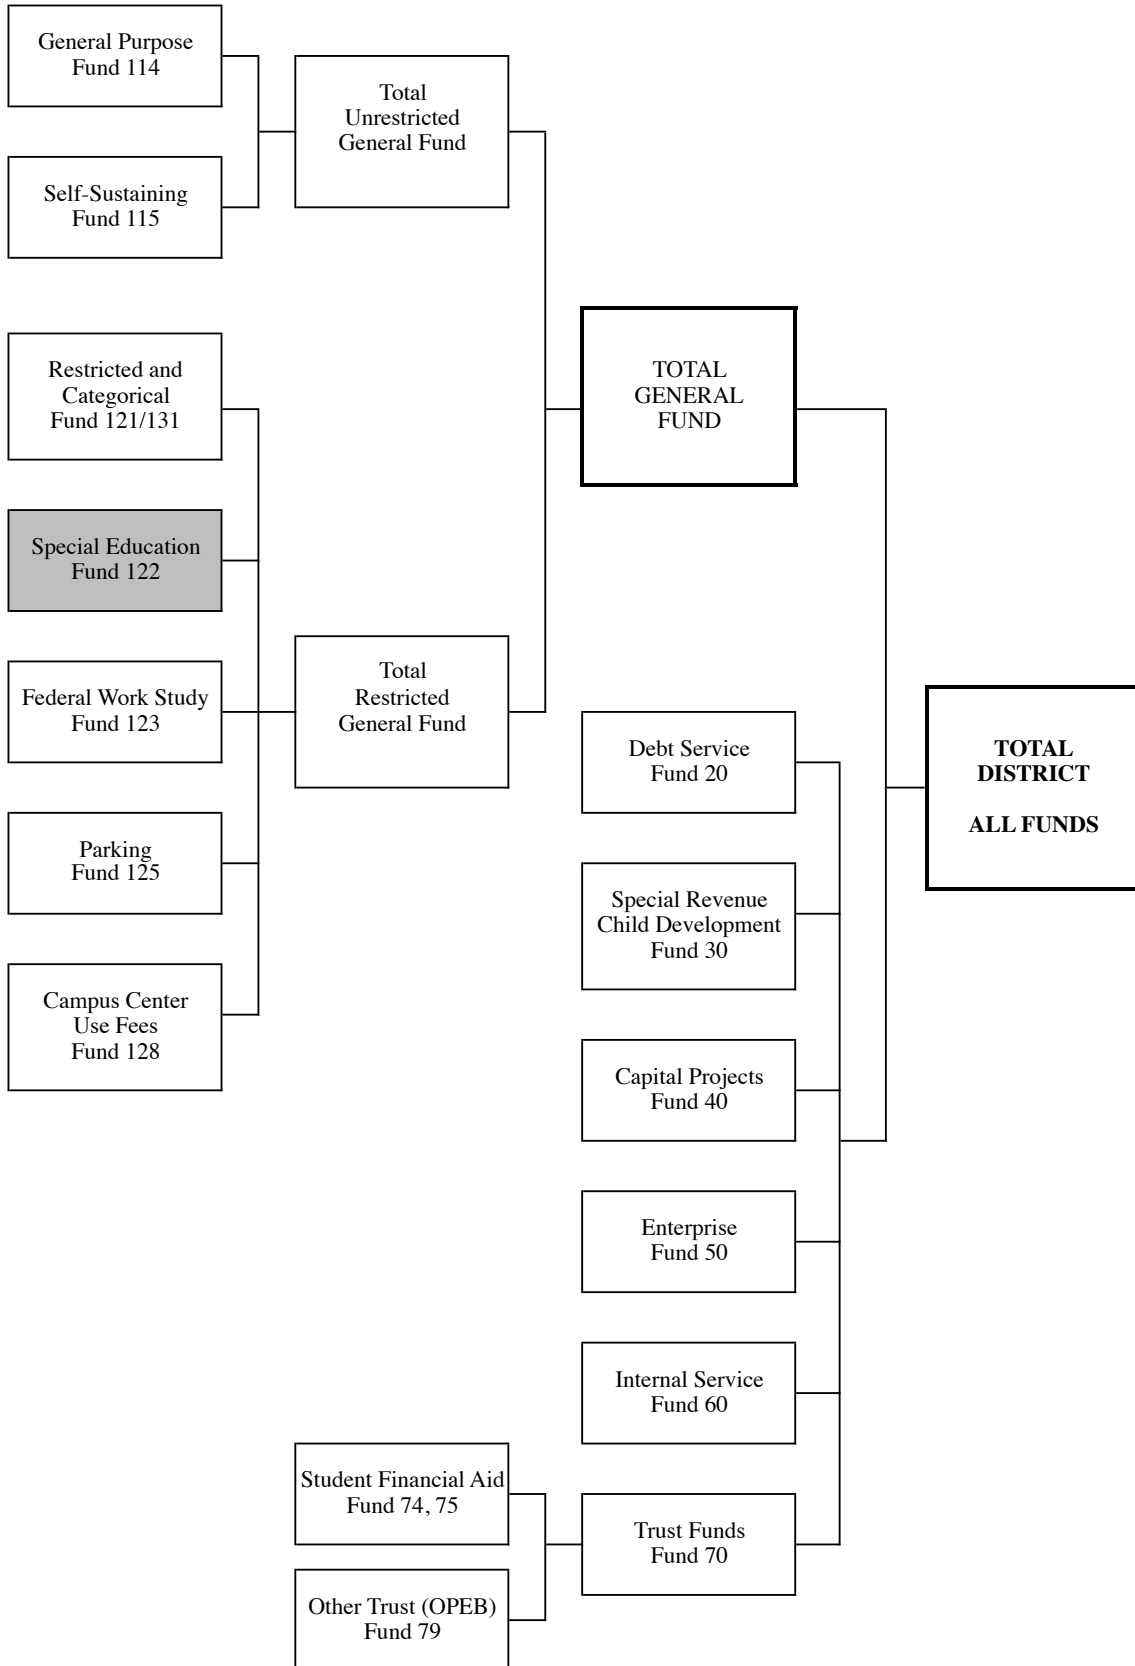 General Purpose
Fund 114
Self-Sustaining
Fund 115
Restricted and
Categorical
Fund 121/131
Special Education
Fund 122
Federal Work Study
Fund 123
Parking
Fund 125
Campus Center
Use Fees
Fund 128
Total
Unrestricted
General Fund
Total
Restricted
General Fund
Student Financial Aid
Fund 74, 75
Other Trust (OPEB)
Fund 79
TOTAL
GENERAL
FUND
Debt Service
Fund 20
Special Revenue
Child Development
Fund 30
Capital Projects
Fund 40
Enterprise
Fund 50
Internal Service
Fund 60
Trust Funds
Fund 70
TOTAL
DISTRICT
ALL FUNDS